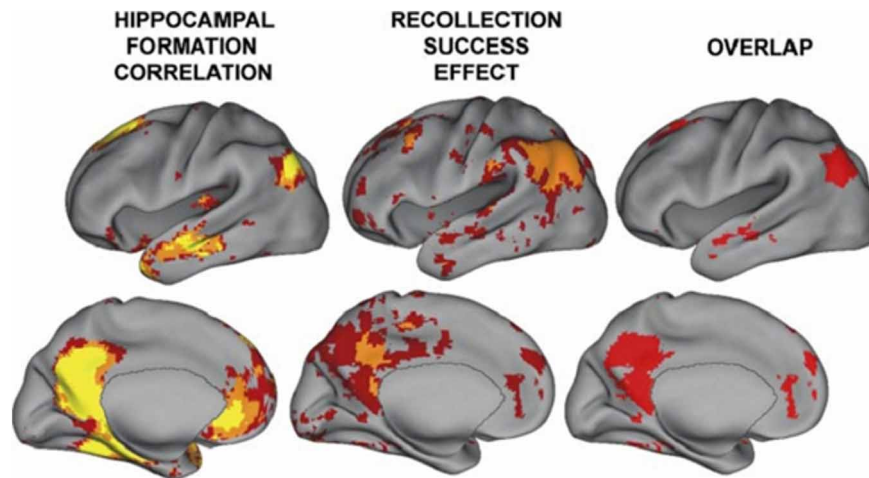 HIPPOCAMPAL
FORMATION
CORRELATION
RECOLLECTION
SUCCESS
EFFECT
OVERLAP